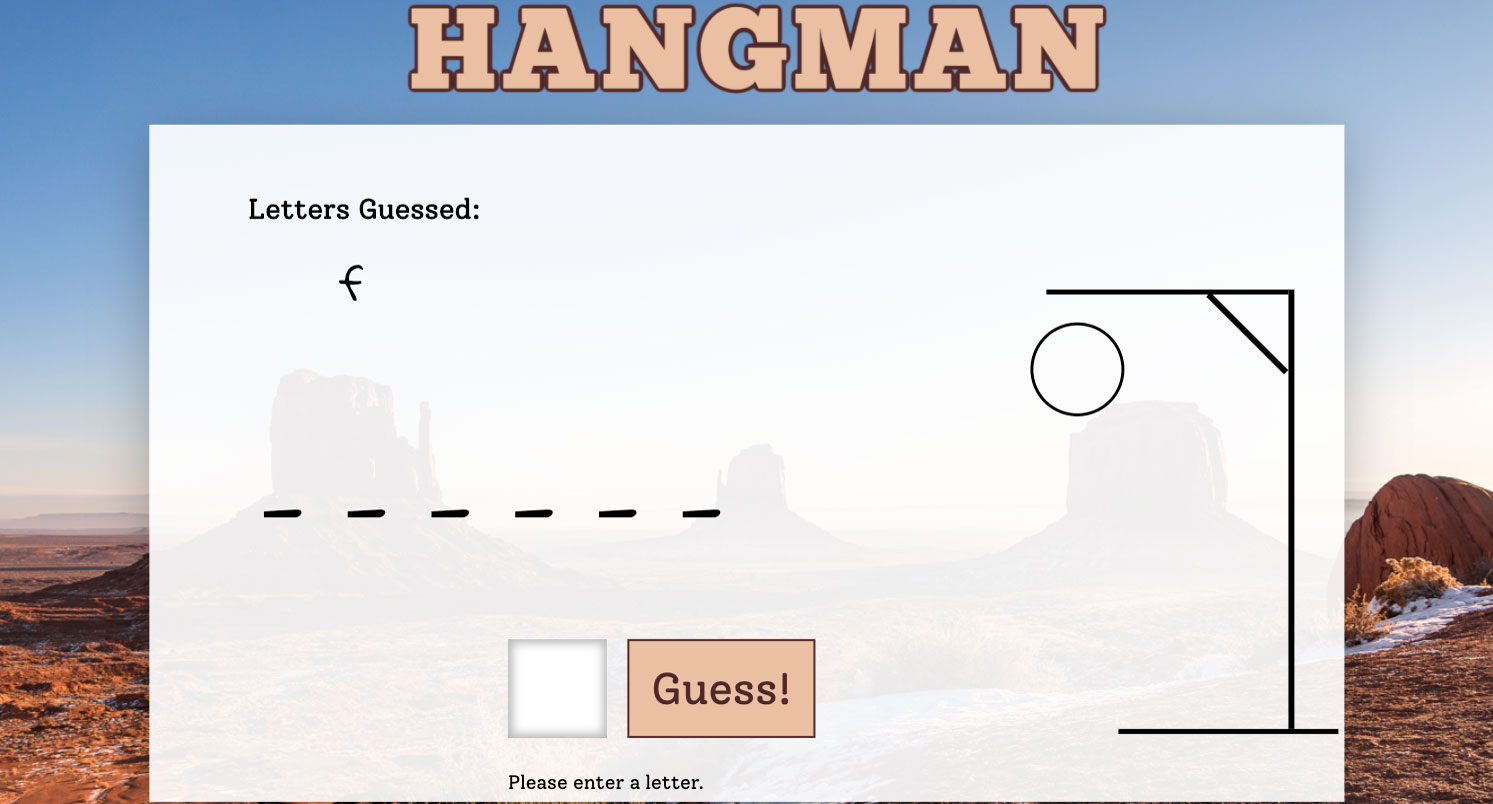 HANGMAN
Letters Guessed:
f
_ _ _ _ _ _
Guess!
Please enter a letter.